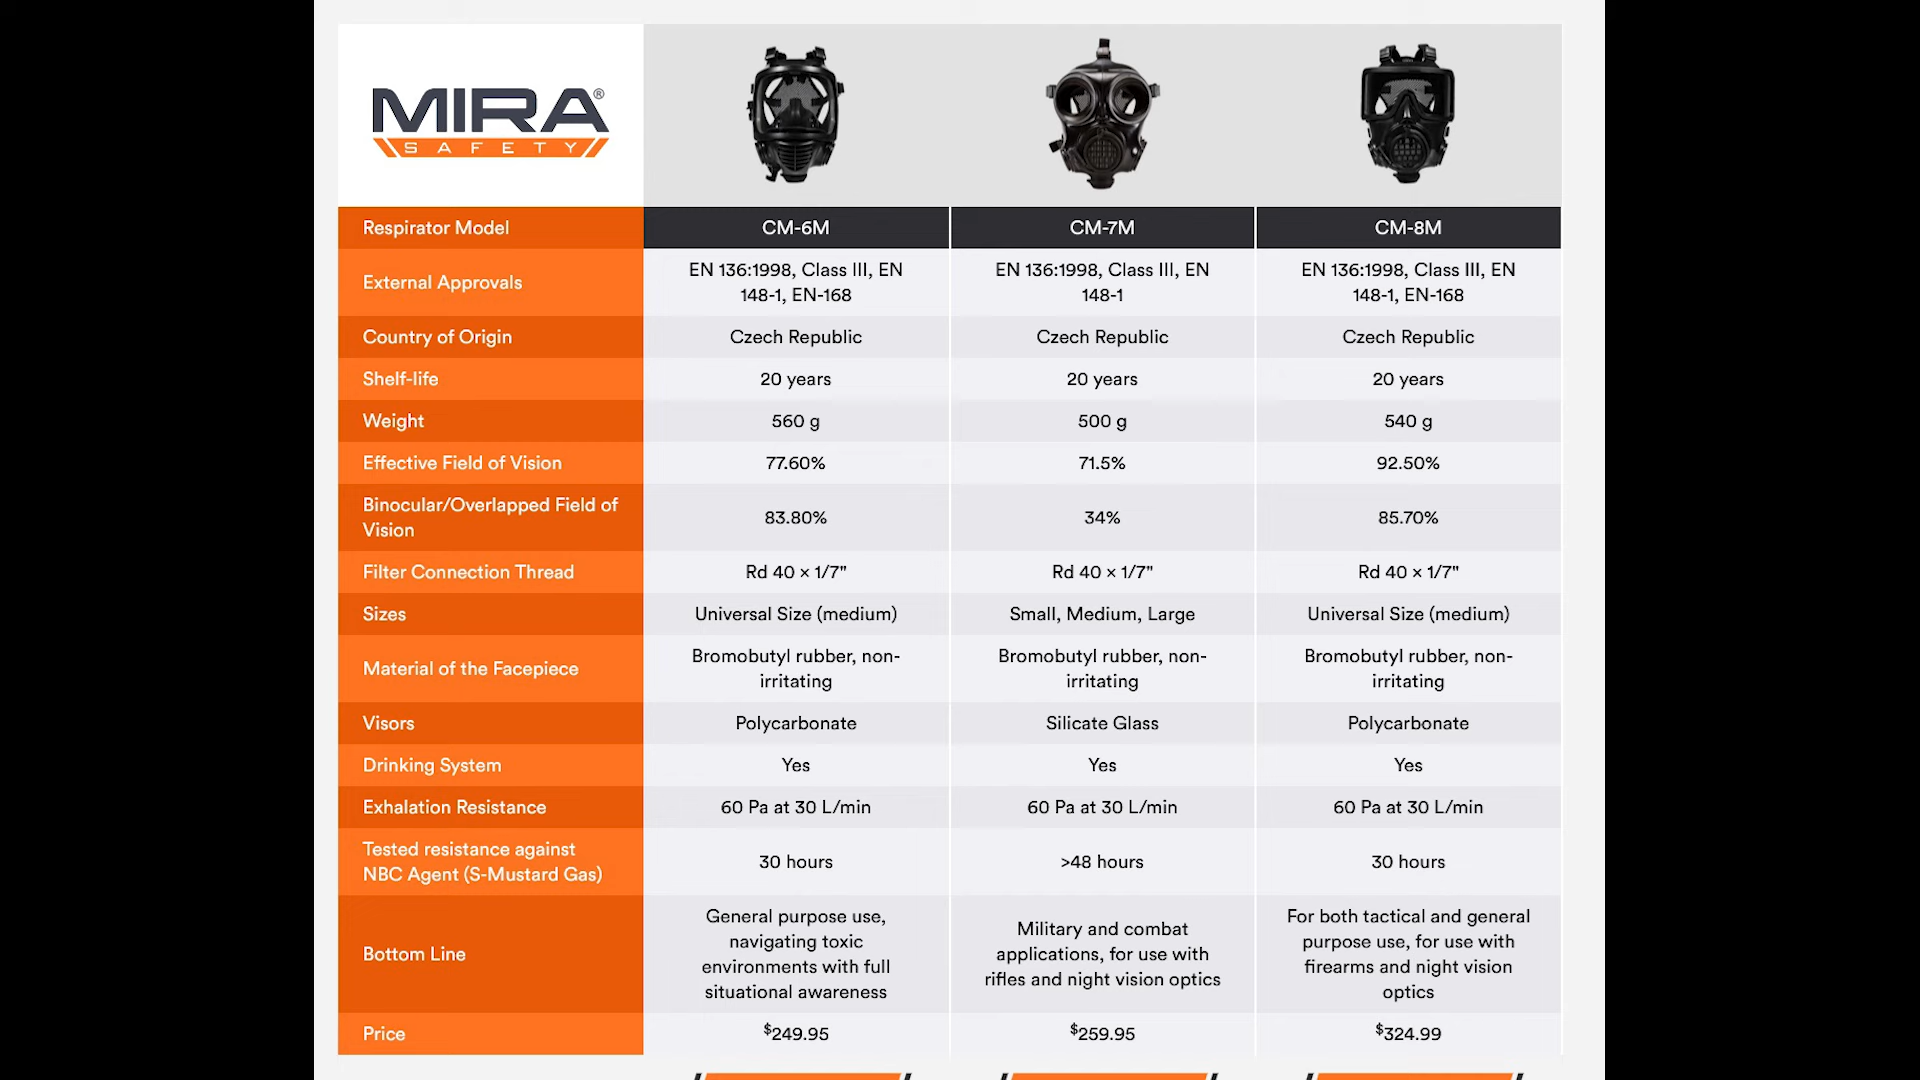 MIRA®
SAFETY
Respirator Model
CM-6M
CM-7M
CM-8M
External Approvals
EN 136:1998, Class III, EN
148-1, EN-168
EN 136:1998, Class III, EN
148-1
EN 136:1998, Class III, EN
148-1, EN-168
Country of Origin
Czech Republic
Czech Republic
Czech Republic
Shelf-life
20 years
20 years
20 years
Weight
560 g
500 g
540 g
Effective Field of Vision
77.60%
71.5%
92.50%
Binocular/Overlapped Field of
Vision
83.80%
34%
85.70%
Filter Connection Thread
Rd 40 × 1/7"
Rd 40 × 1/7"
Rd 40 × 1/7"
Sizes
Universal Size (medium)
Small, Medium, Large
Universal Size (medium)
Material of the Facepiece
Bromobutyl rubber, non-
irritating
Bromobutyl rubber, non-
irritating
Bromobutyl rubber, non-
irritating
Visors
Polycarbonate
Silicate Glass
Polycarbonate
Drinking System
Yes
Yes
Yes
Exhalation Resistance
60 Pa at 30 L/min
60 Pa at 30 L/min
60 Pa at 30 L/min
Tested resistance against
NBC Agent (S-Mustard Gas)
30 hours
>48 hours
30 hours
Bottom Line
General purpose use,
navigating toxic
environments with full
situational awareness
Military and combat
applications, for use with
rifles and night vision optics
For both tactical and general
purpose use, for use with
firearms and night vision
optics
Price
$249.95
$259.95
$324.99